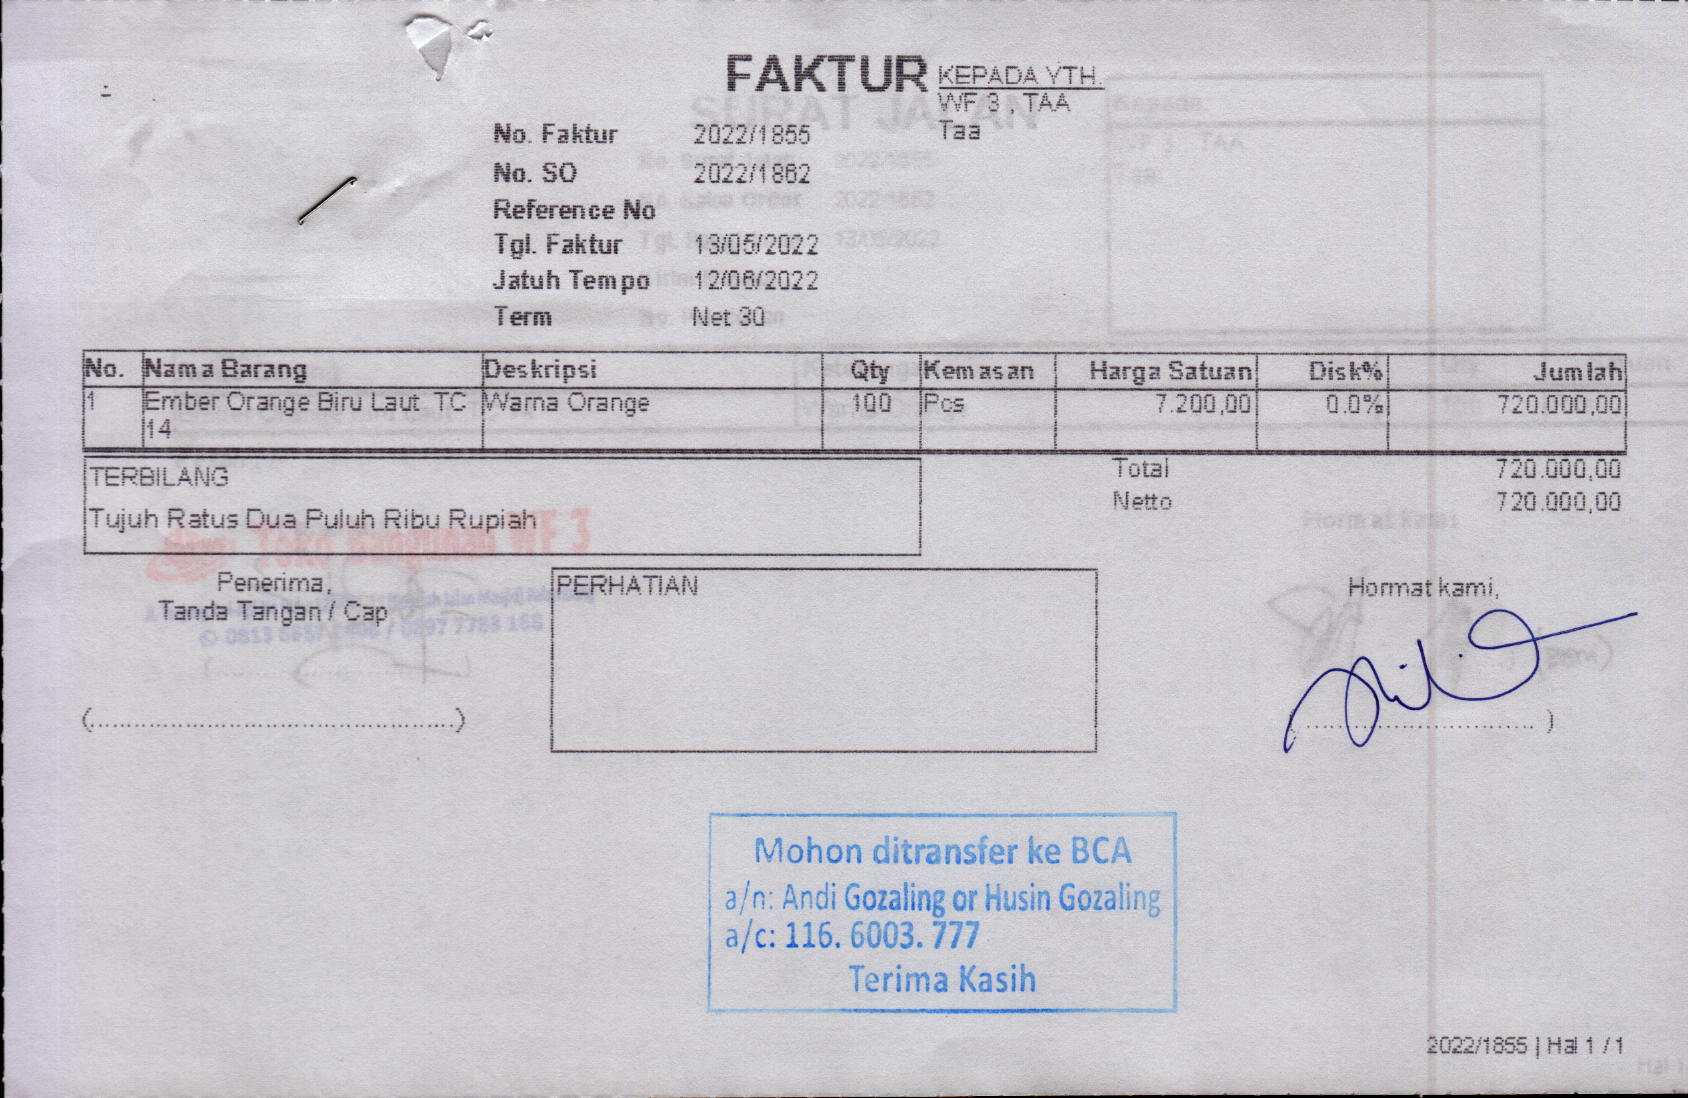 FAKTUR
KEPADA YTH.
WF 3 . TAA
Taa
No. Faktur 2022/1855
No. SO 2022/1862
Reference No
Tgl. Faktur 13/05/2022
Jatuh Tempo 12/06/2022
Term Net 30
No. Nama Barang Deskripsi Qty Kemasan Harga Satuan Disk% Jumlah
1 Ember Orange Biru Laut TC Warna Orange 100 Pcs 7.200,00 0.0% 720.000,00
14
TERBILANG
Tujuh Ratus Dua Puluh Ribu Rupiah
Total 720.000,00
Netto 720.000,00
Toko Bangunan WF 3
Penerima,
Tanda Tangan / Cap
PERHATIAN
Hormat kami,
Mohon ditransfer ke BCA
a/n: Andi Gozaling or Husin Gozaling
a/c: 116. 6003. 777
Terima Kasih
2022/1855 | Hal 1 / 1